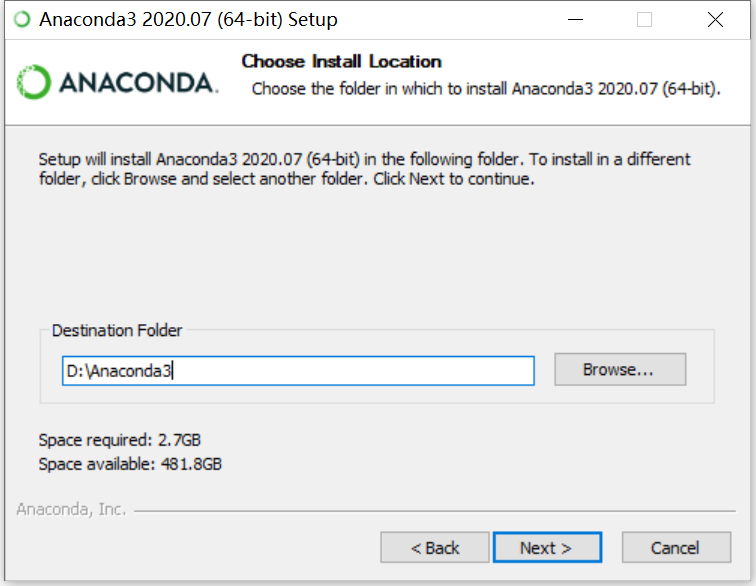 Anaconda3 2020.07 (64-bit) Setup
ANACONDA.
Choose Install Location
Choose the folder in which to install Anaconda3 2020.07 (64-bit).
Setup will install Anaconda3 2020.07 (64-bit) in the following folder. To install in a different
folder, click Browse and select another folder. Click Next to continue.
Destination Folder
D:\Anaconda3
Browse...
Space required: 2.7GB
Space available: 481.8GB
Anaconda, Inc.
< Back
Next >
Cancel